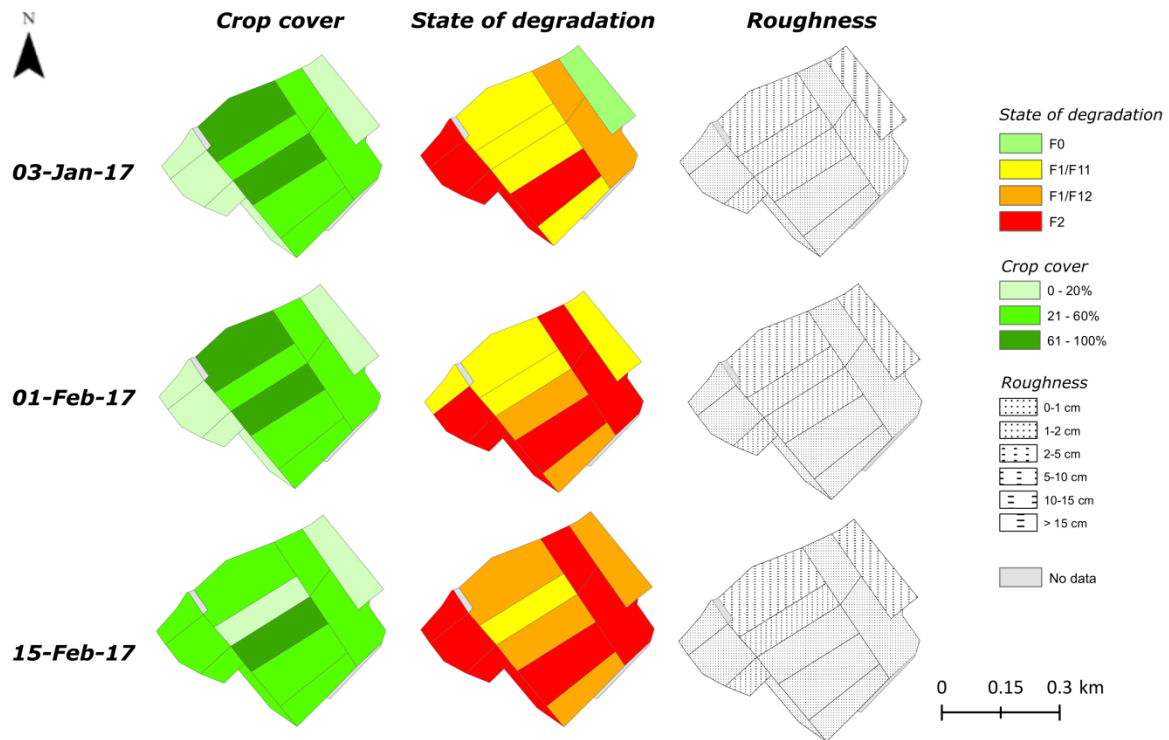 N
Crop cover
State of degradation
Roughness
03-Jan-17
01-Feb-17
15-Feb-17
State of degradation
F0
F1/F11
F1/F12
F2
Crop cover
0 - 20%
21 - 60%
61 - 100%
Roughness
0-1 cm
1-2 cm
2-5 cm
5-10 cm
10-15 cm
> 15 cm
No data
0 0.15 0.3 km